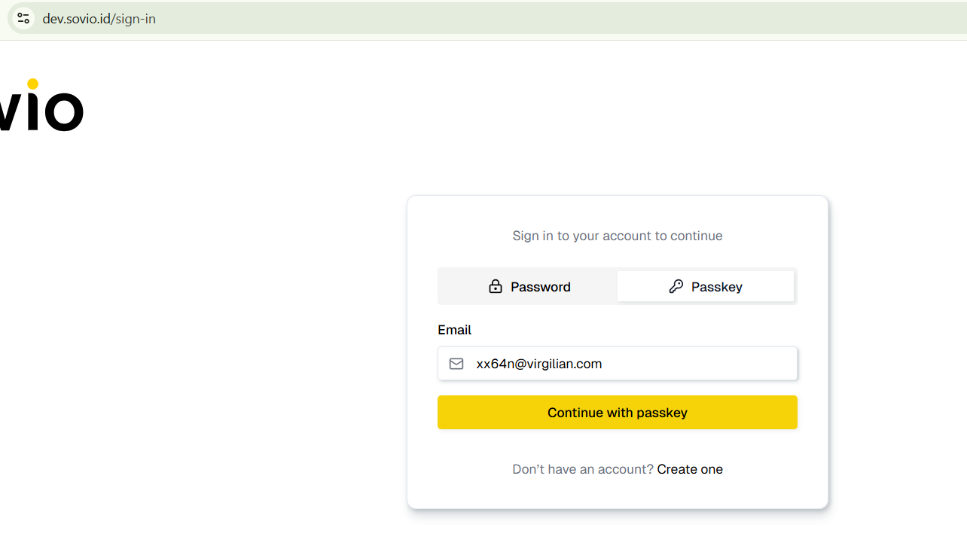 dev.sovio.id/sign-in
vio
Sign in to your account to continue
Password
Passkey
Email
xx64n@virgilian.com
Continue with passkey
Don't have an account? Create one